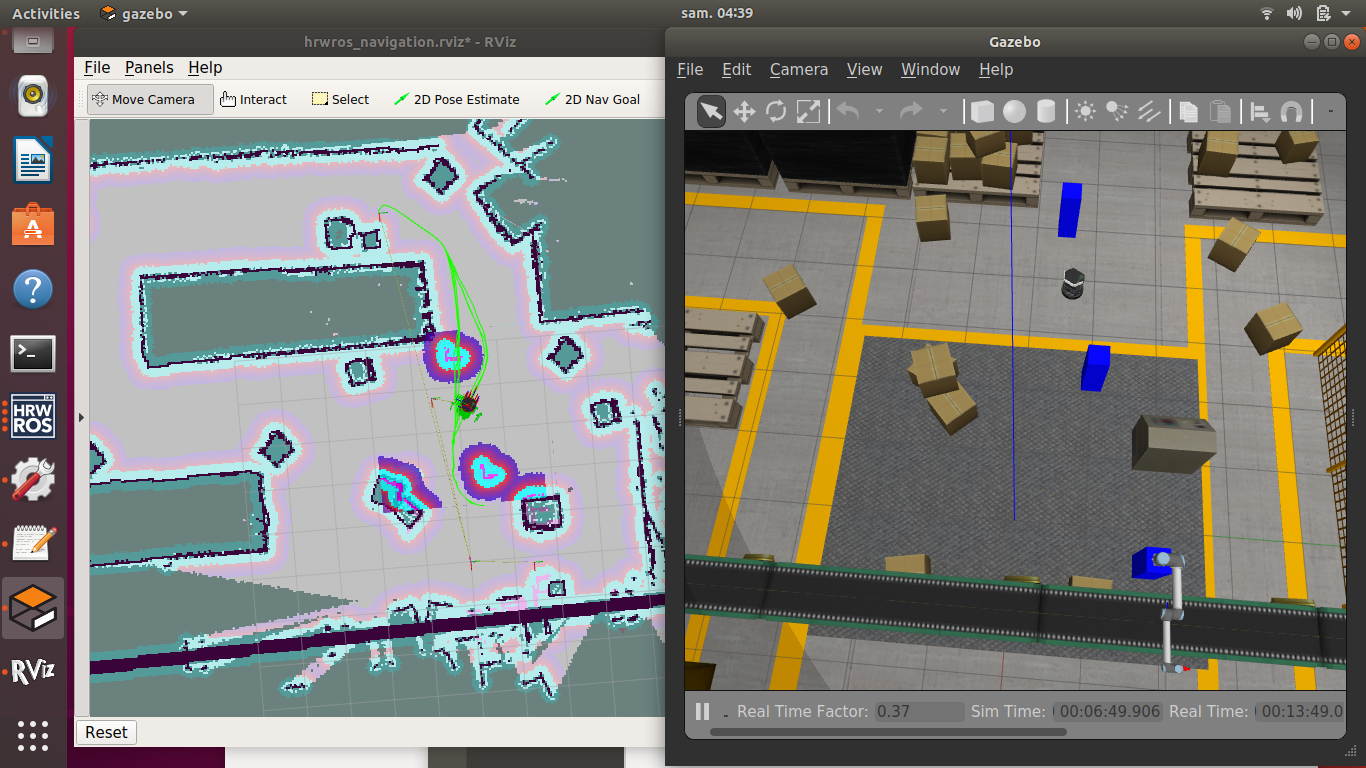 Activities gazebo sam. 04:39
hrwros_navigation.rviz* - RViz
File Panels Help
Move Camera Interact Select 2D Pose Estimate 2D Nav Goal
Reset
Gazebo
File Edit Camera View Window Help
Real Time Factor: 0.37 Sim Time: 00:06:49.906 Real Time: 00:13:49.0
HRW
ROS
RViz